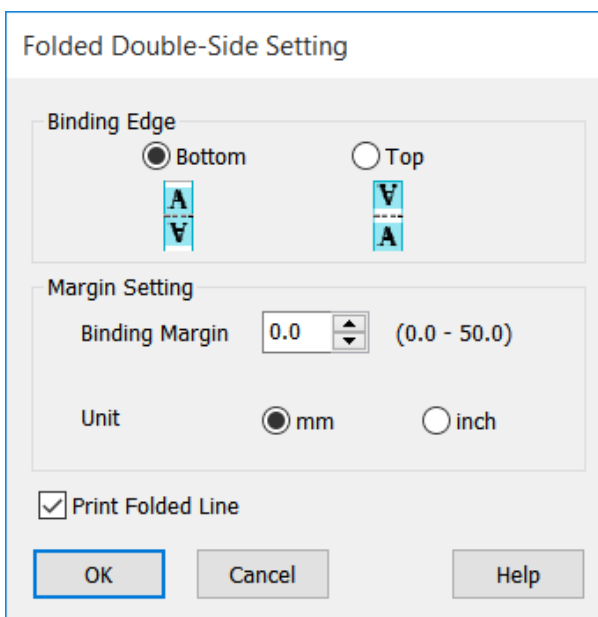 Folded Double-Side Setting
Binding Edge
Bottom Top
A A
A A
Margin Setting
Binding Margin 0.0 (0.0 - 50.0)
Unit mm inch
Print Folded Line
OK Cancel Help